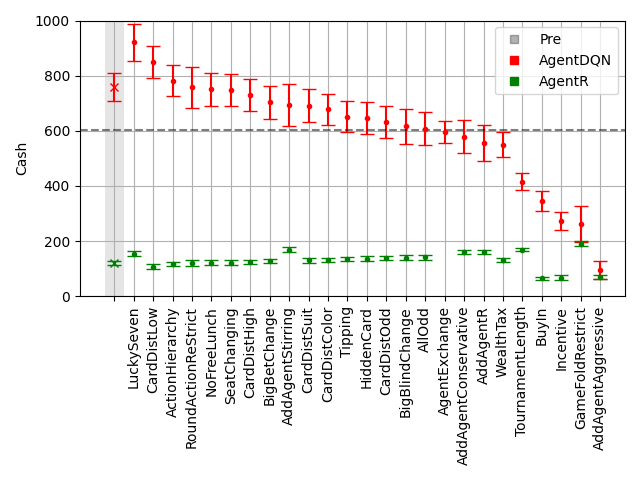 1000
800
600
400
200
0
Cash
Pre
AgentDQN
AgentR
LuckySeven
CardDistLow
ActionHierarchy
RoundActionReStrict
NoFreeLunch
SeatChanging
CardDistHigh
BigBetChange
AddAgentStirring
CardDistSuit
CardDistColor
Tipping
HiddenCard
CardDistOdd
BigBlindChange
AllOdd
AgentExchange
AddAgentConservative
AddAgentR
WealthTax
TournamentLength
BuyIn
Incentive
GameFoldRestrict
AddAgentAggressive